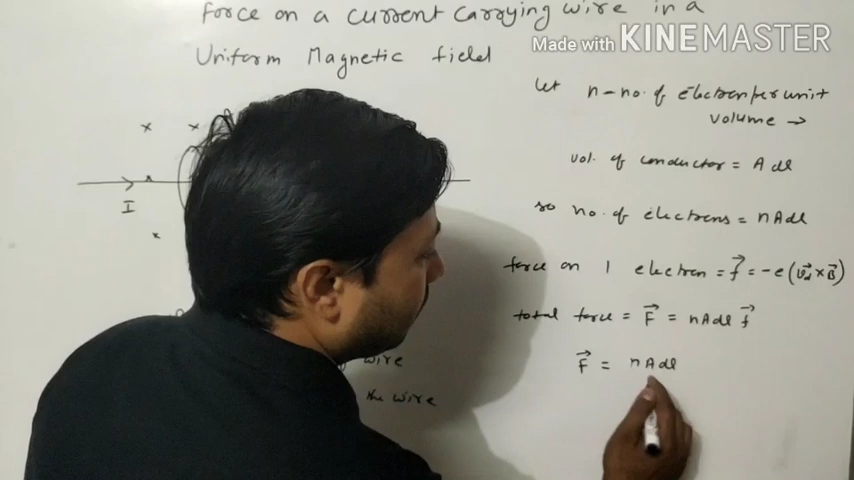 force on a current carrying wire in a
Uniform Magnetic field
Made with KINEMASTER
let n – no. of electron per unit
volume →
vol. of conductor = A dl
so no. of electrons = nAdl
force on 1 electron = f⃗ = -e (v⃗d × B⃗)
total force = F⃗ = nAdl f⃗
F⃗ = nAdl
x x
I
x
wire
the wire